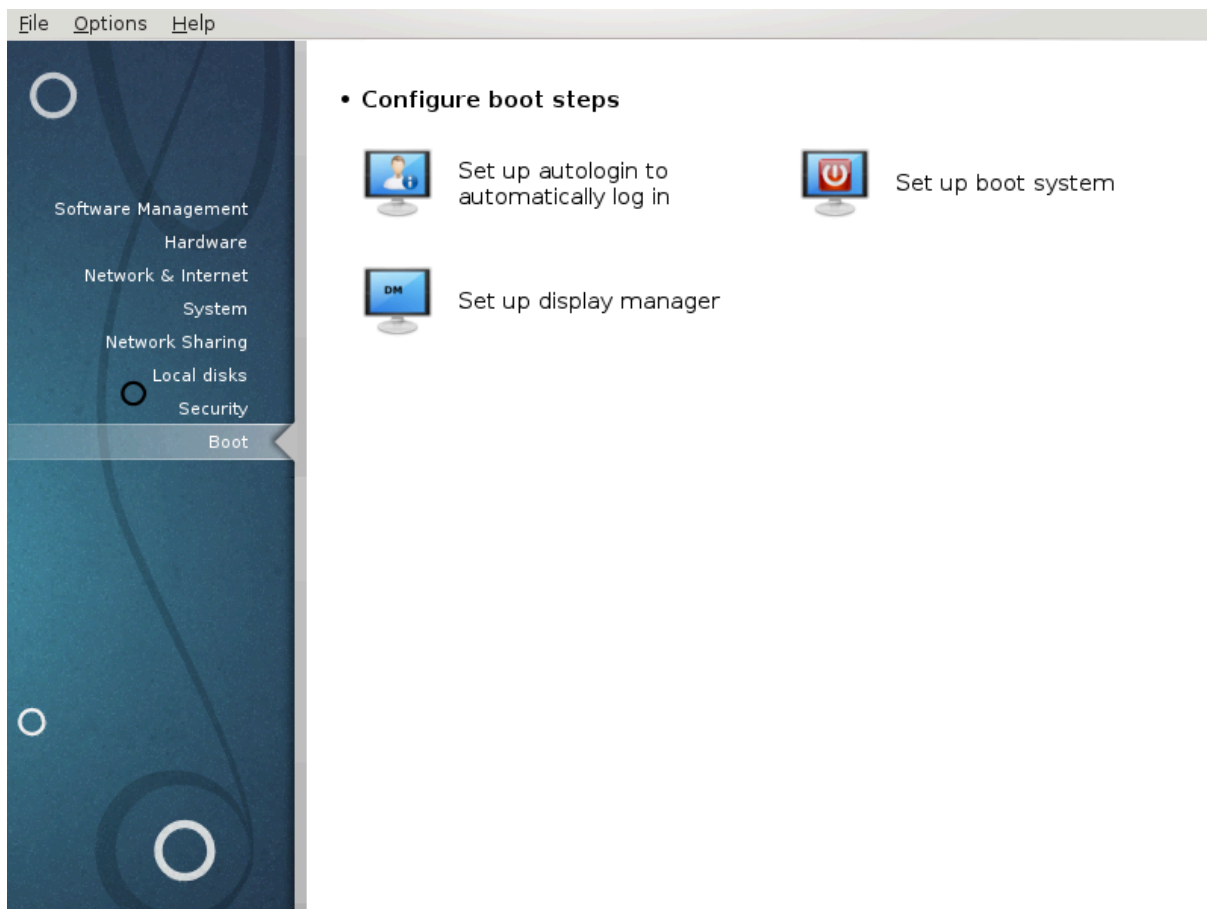 File Options Help
Software Management
Hardware
Network & Internet
System
Network Sharing
Local disks
Security
Boot
• Configure boot steps
Set up autologin to
automatically log in
Set up boot system
DM
Set up display manager